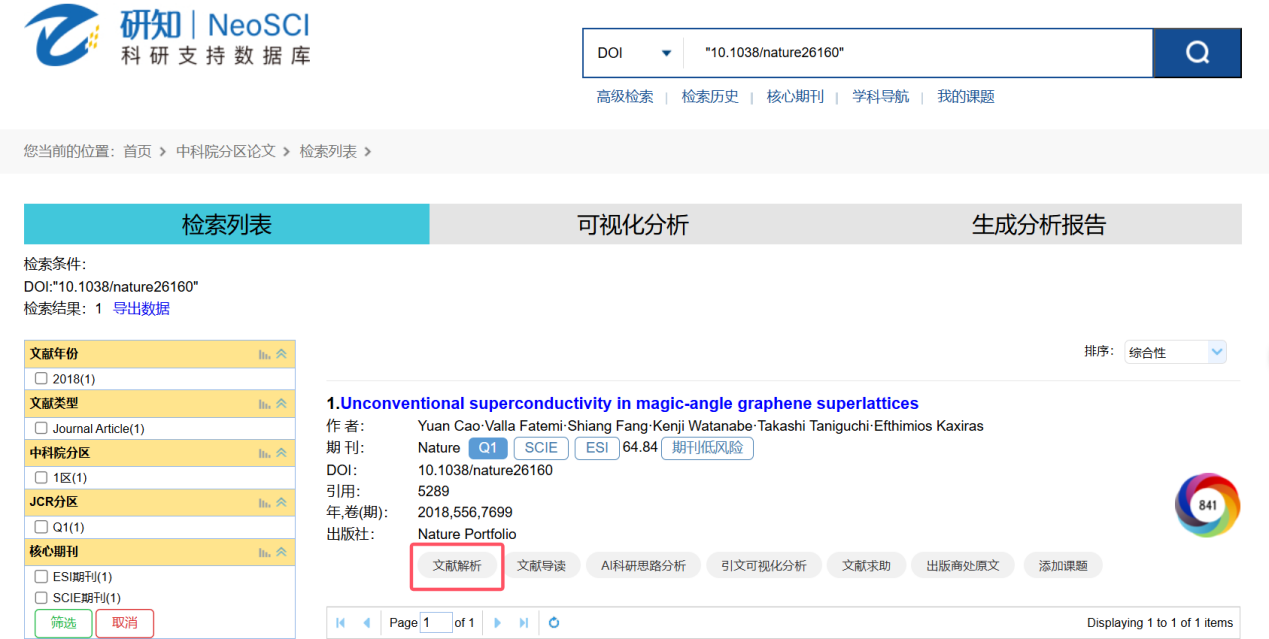 研知 | NeoSCI
科研支持数据库
DOI "10.1038/nature26160"
高级检索 | 检索历史 | 核心期刊 | 学科导航 | 我的课题
您当前的位置：首页 > 中科院分区论文 > 检索列表 >
检索列表 可视化分析 生成分析报告
检索条件：
DOI:"10.1038/nature26160"
检索结果：1 导出数据
排序： 综合性
文献年份
2018(1)
文献类型
Journal Article(1)
中科院分区
1区(1)
JCR分区
Q1(1)
核心期刊
ESI期刊(1)
SCIE期刊(1)
筛选 取消
1.Unconventional superconductivity in magic-angle graphene superlattices
作 者： Yuan Cao·Valla Fatemi·Shiang Fang·Kenji Watanabe·Takashi Taniguchi·Efthimios Kaxiras
期 刊： Nature Q1 SCIE ESI 64.84 期刊低风险
DOI： 10.1038/nature26160
引用： 5289
年,卷(期)： 2018,556,7699
出版社： Nature Portfolio
841
文献解析 文献导读 AI科研思路分析 引文可视化分析 文献求助 出版商处原文 添加课题
Page 1 of 1 Displaying 1 to 1 of 1 items